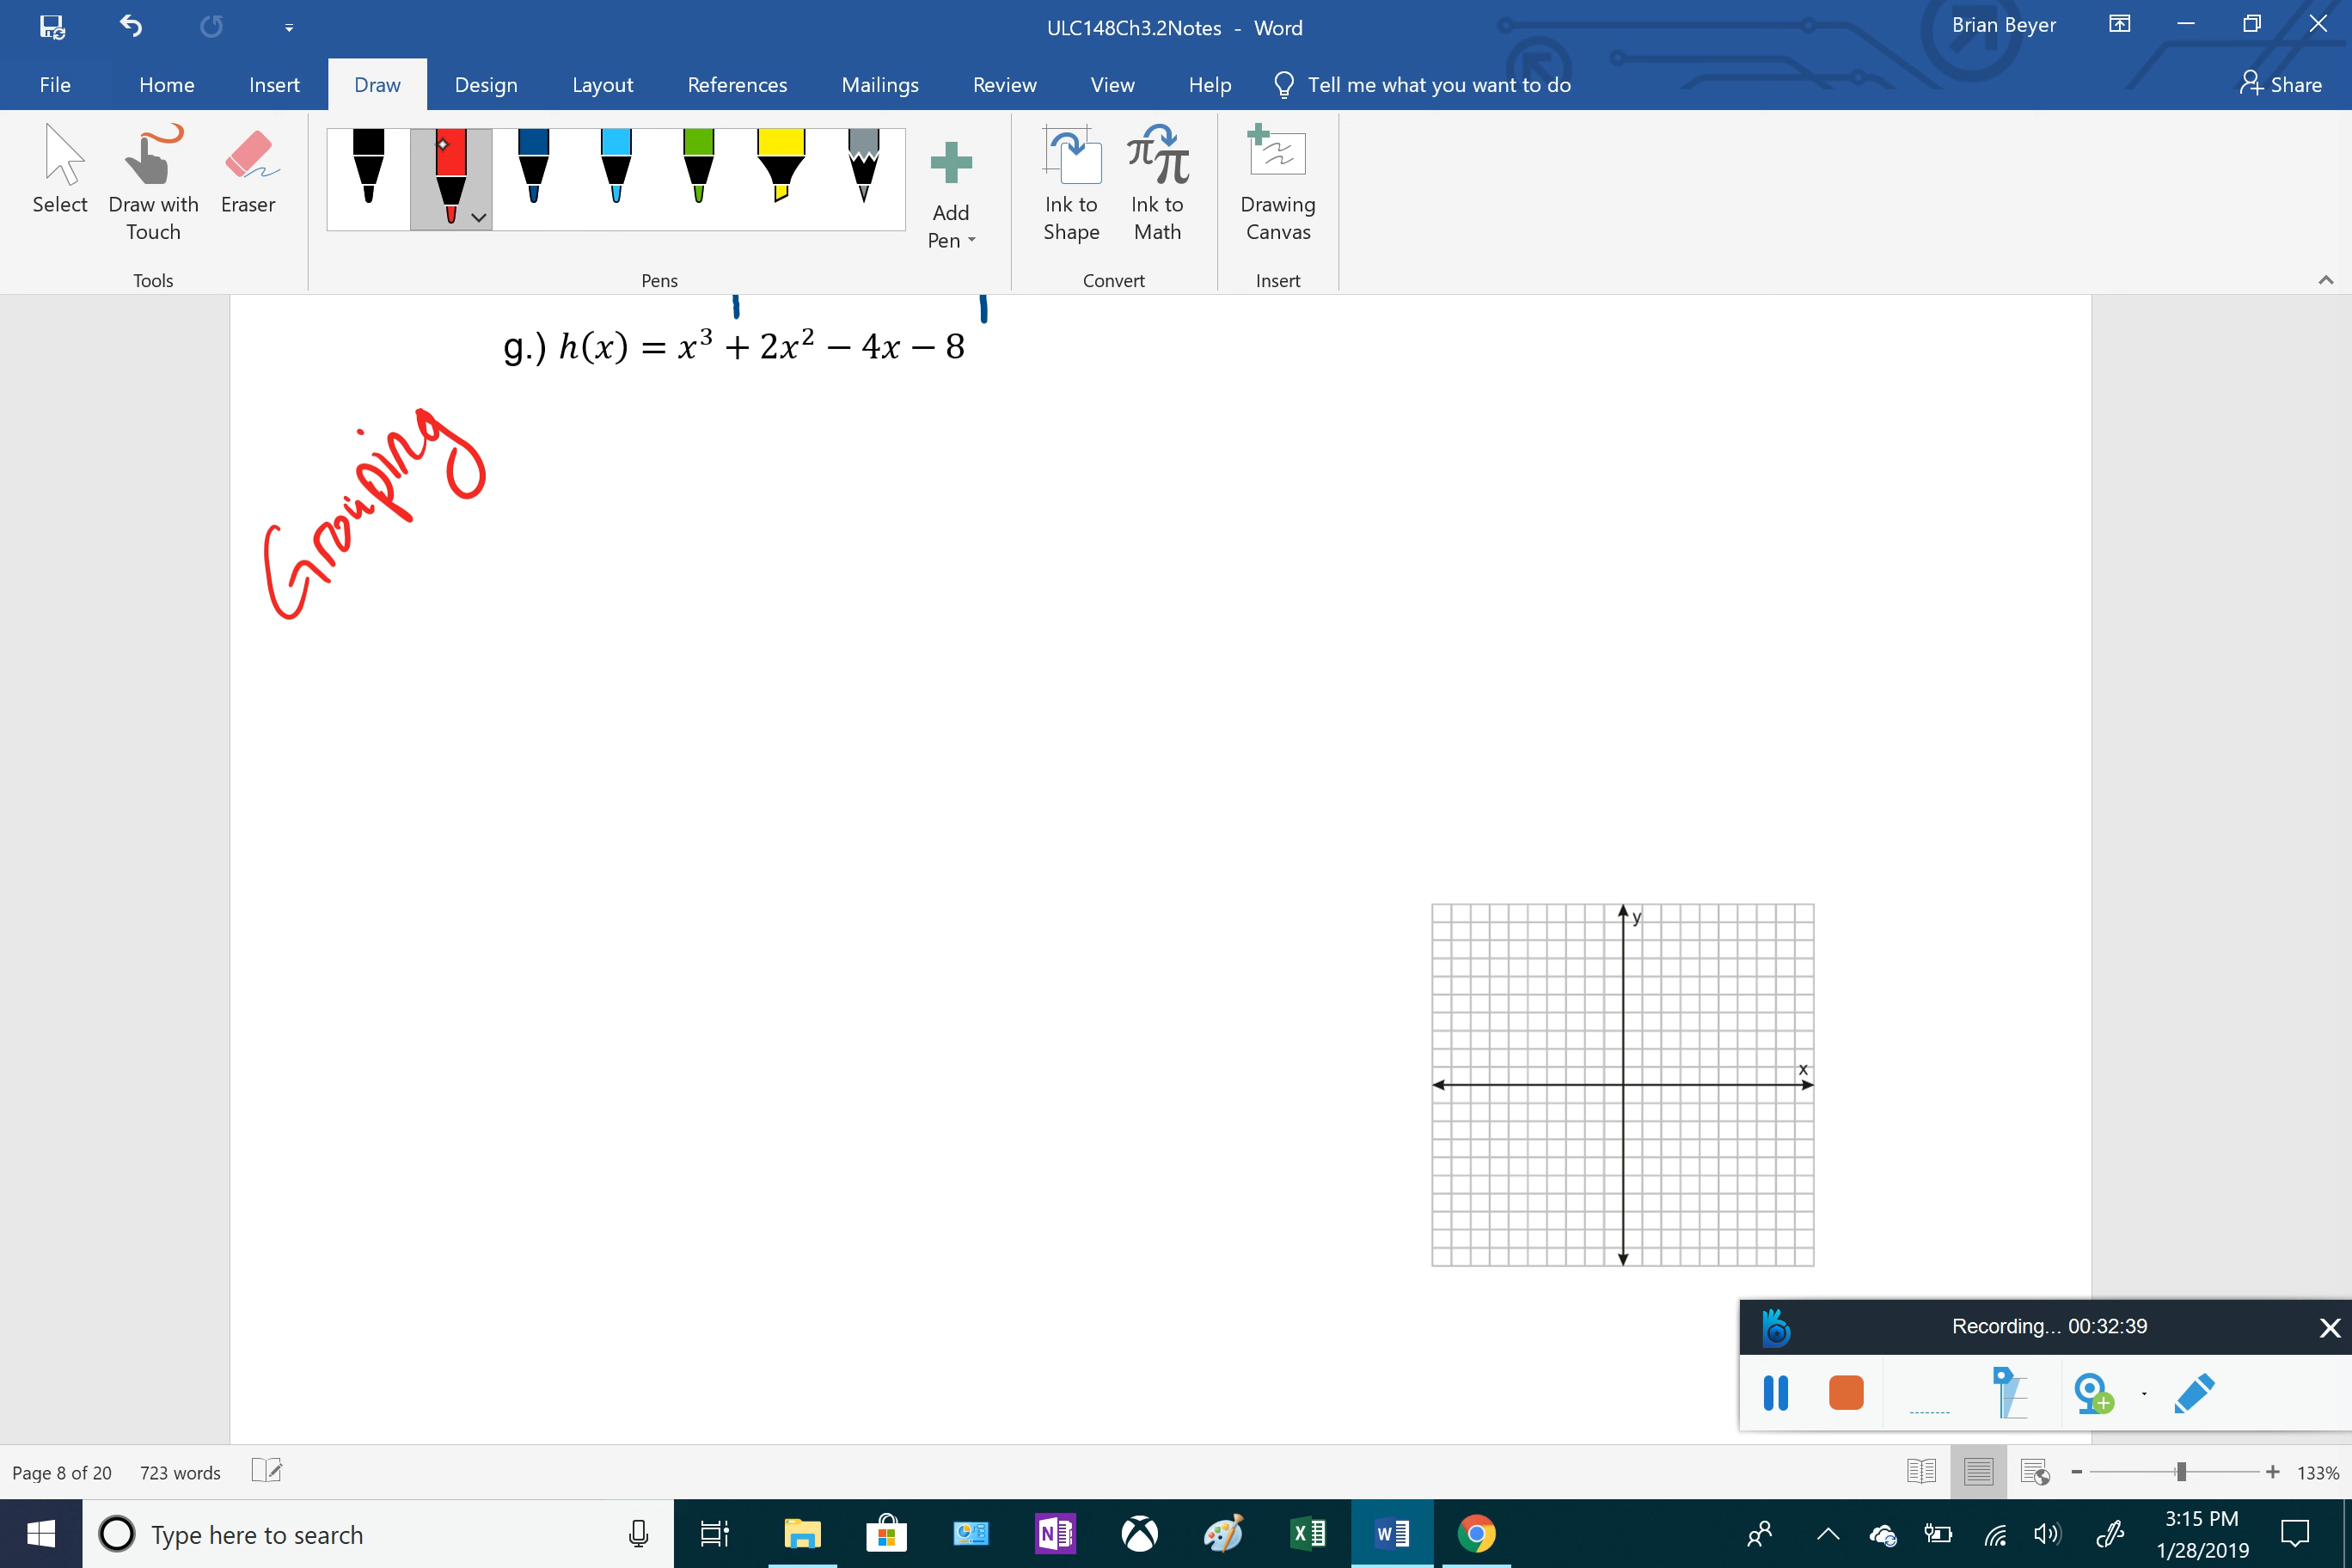 ULC148Ch3.2Notes - Word
Brian Beyer
File Home Insert Draw Design Layout References Mailings Review View Help Tell me what you want to do Share
Select Draw with Touch Eraser Add Pen Ink to Shape Ink to Math Drawing Canvas
Tools Pens Convert Insert
g.) h(x) = x³ + 2x² − 4x − 8
Grouping
y
x
Recording... 00:32:39
Page 8 of 20 723 words 133%
Type here to search
3:15 PM
1/28/2019